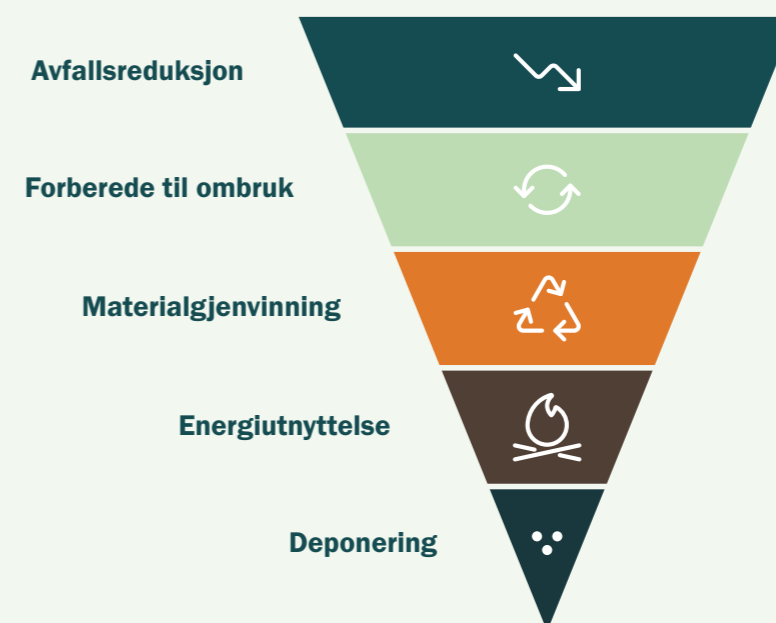 Avfallsreduksjon
Forberede til ombruk
Materialgjenvinning
Energiutnyttelse
Deponering